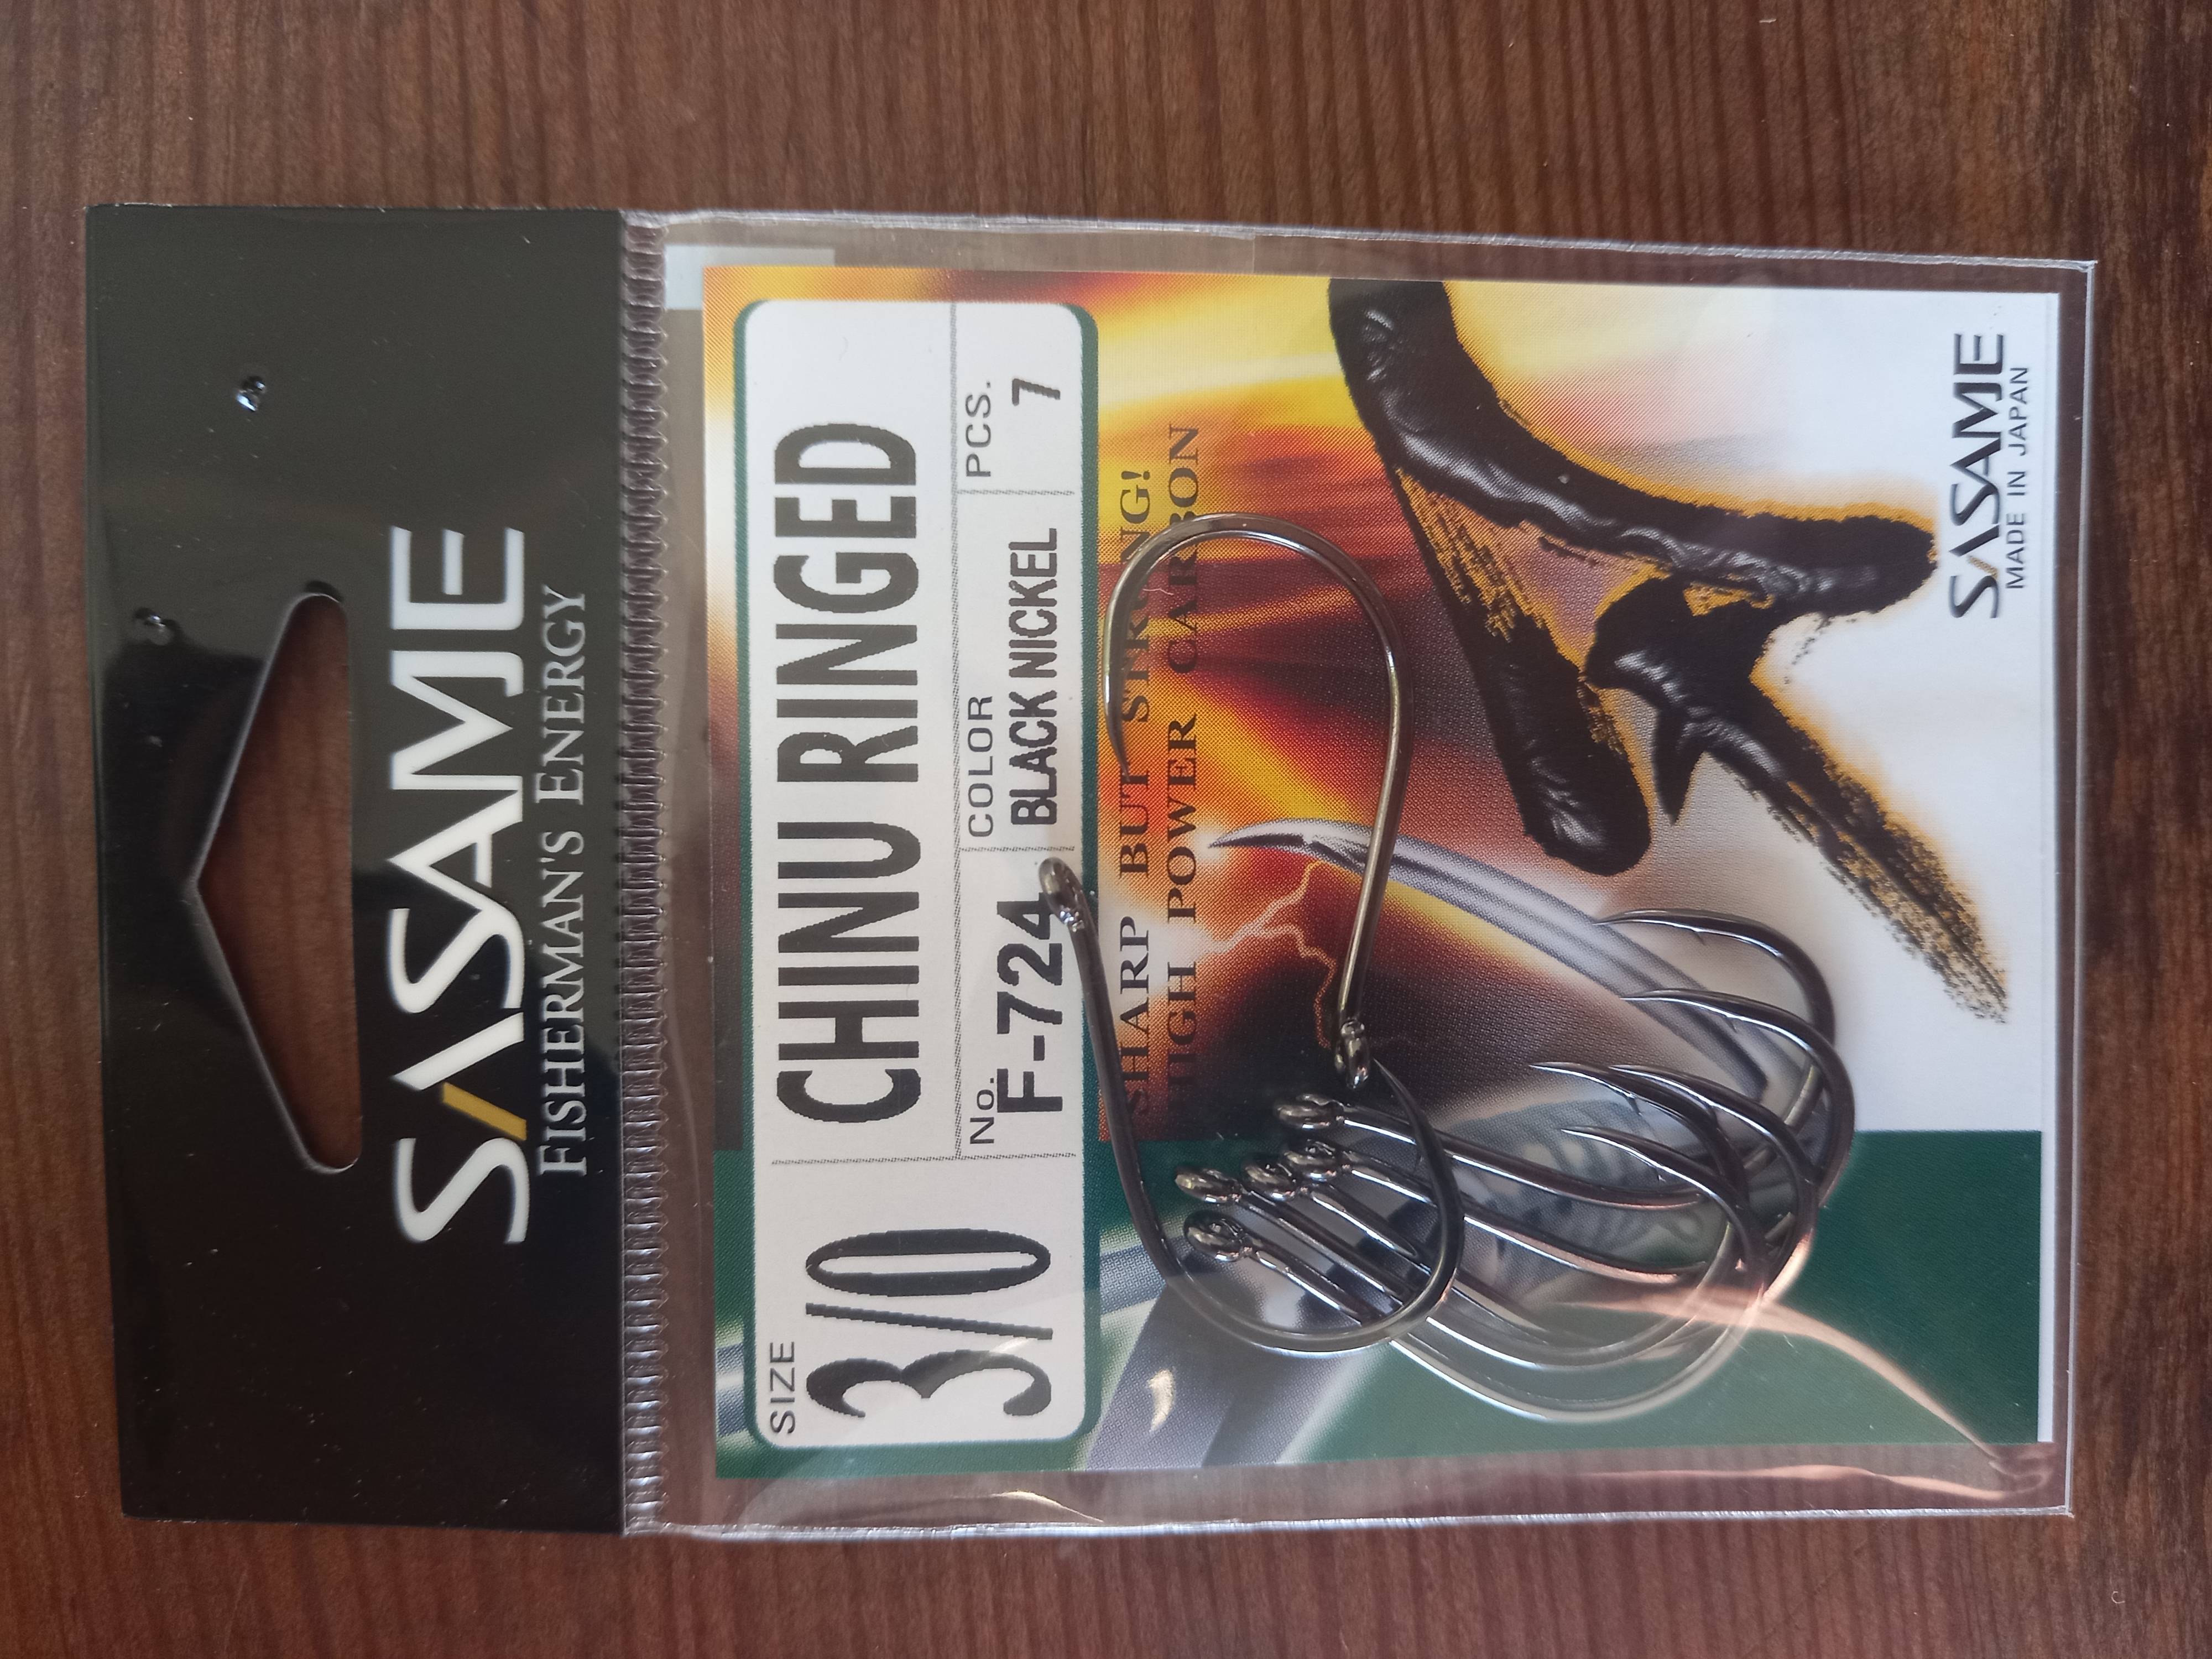 SASAME
FISHERMAN'S ENERGY
SIZE
3/0
CHINU RINGED
No.
F-724
COLOR
BLACK NICKEL
PCS.
7
SHARP BUT STRONG!
HIGH POWER CARBON
SASAME
MADE IN JAPAN